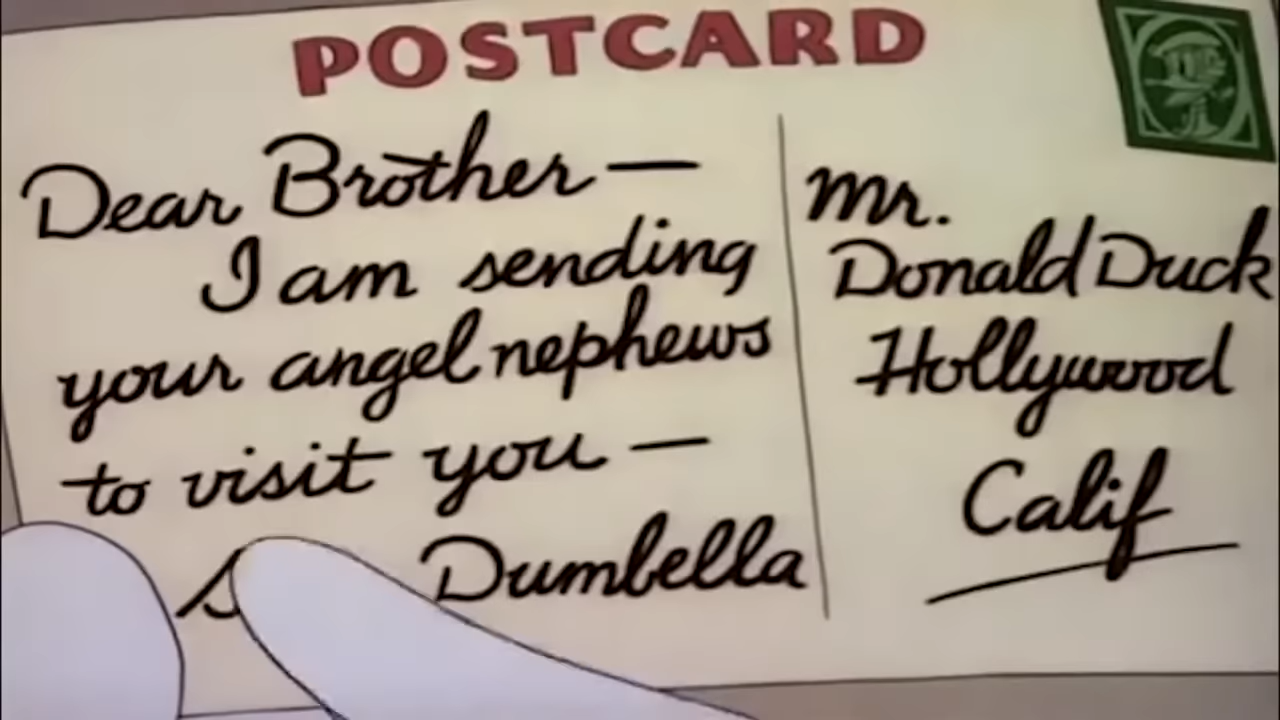 POSTCARD
Dear Brother —
I am sending
your angel nephews
to visit you —
Dumbella
Mr.
Donald Duck
Hollywood
Calif